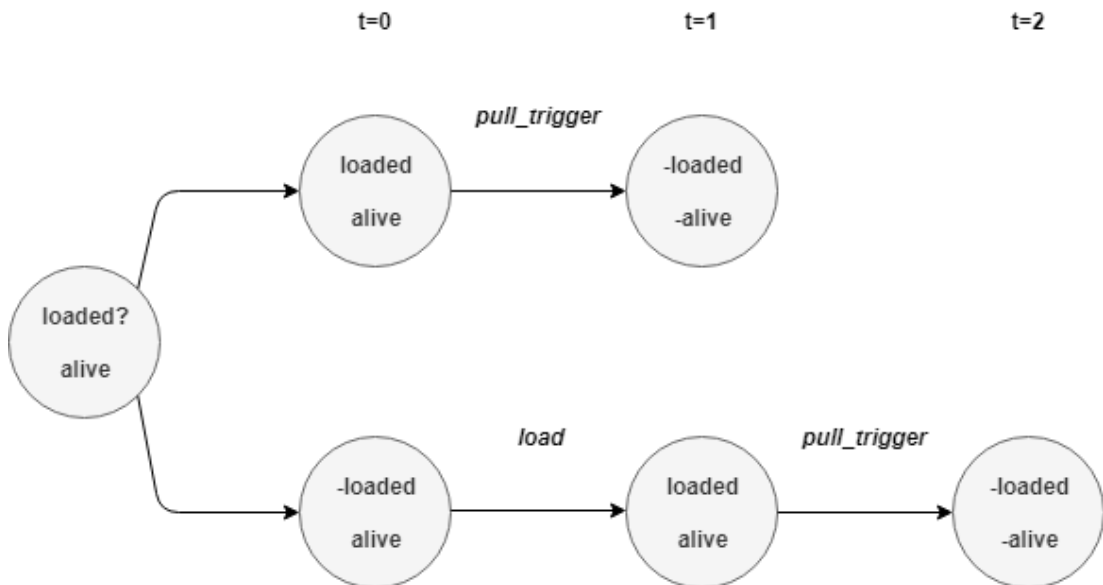 t=0
t=1
t=2
pull_trigger
loaded
alive
-loaded
-alive
loaded?
alive
load
pull_trigger
-loaded
alive
loaded
alive
-loaded
-alive